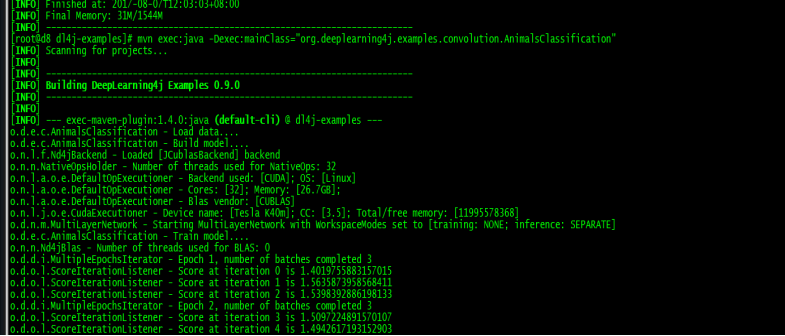 [INFO] Finished at: 2017-08-07T12:03:03+08:00
[INFO] Final Memory: 31M/1544M
[INFO] ------------------------------------------------------------------------
[root@d8 dl4j-examples]# mvn exec:java -Dexec:mainClass="org.deeplearning4j.examples.convolution.AnimalsClassification"
[INFO] Scanning for projects...
[INFO]
[INFO] ------------------------------------------------------------------------
[INFO] Building DeepLearning4j Examples 0.9.0
[INFO] ------------------------------------------------------------------------
[INFO]
[INFO] --- exec-maven-plugin:1.4.0:java (default-cli) @ dl4j-examples ---
o.d.e.c.AnimalsClassification - Load data....
o.d.e.c.AnimalsClassification - Build model....
o.n.l.f.Nd4jBackend - Loaded [JCublasBackend] backend
o.n.n.NativeOpsHolder - Number of threads used for NativeOps: 32
o.n.l.a.o.e.DefaultOpExecutioner - Backend used: [CUDA]; OS: [Linux]
o.n.l.a.o.e.DefaultOpExecutioner - Cores: [32]; Memory: [26.7GB];
o.n.l.a.o.e.DefaultOpExecutioner - Blas vendor: [CUBLAS]
o.n.l.j.o.e.CudaExecutioner - Device name: [Tesla K40m]; CC: [3.5]; Total/free memory: [11995578368]
o.d.n.m.MultiLayerNetwork - Starting MultiLayerNetwork with WorkspaceModes set to [training: NONE; inference: SEPARATE]
o.d.e.c.AnimalsClassification - Train model....
o.n.n.Nd4jBlas - Number of threads used for BLAS: 0
o.d.d.i.MultipleEpochsIterator - Epoch 1, number of batches completed 3
o.d.o.l.ScoreIterationListener - Score at iteration 0 is 1.4019755883157015
o.d.o.l.ScoreIterationListener - Score at iteration 1 is 1.5635873958568411
o.d.o.l.ScoreIterationListener - Score at iteration 2 is 1.5398392886198133
o.d.d.i.MultipleEpochsIterator - Epoch 2, number of batches completed 3
o.d.o.l.ScoreIterationListener - Score at iteration 3 is 1.5097224891570107
o.d.o.l.ScoreIterationListener - Score at iteration 4 is 1.4942617193152903